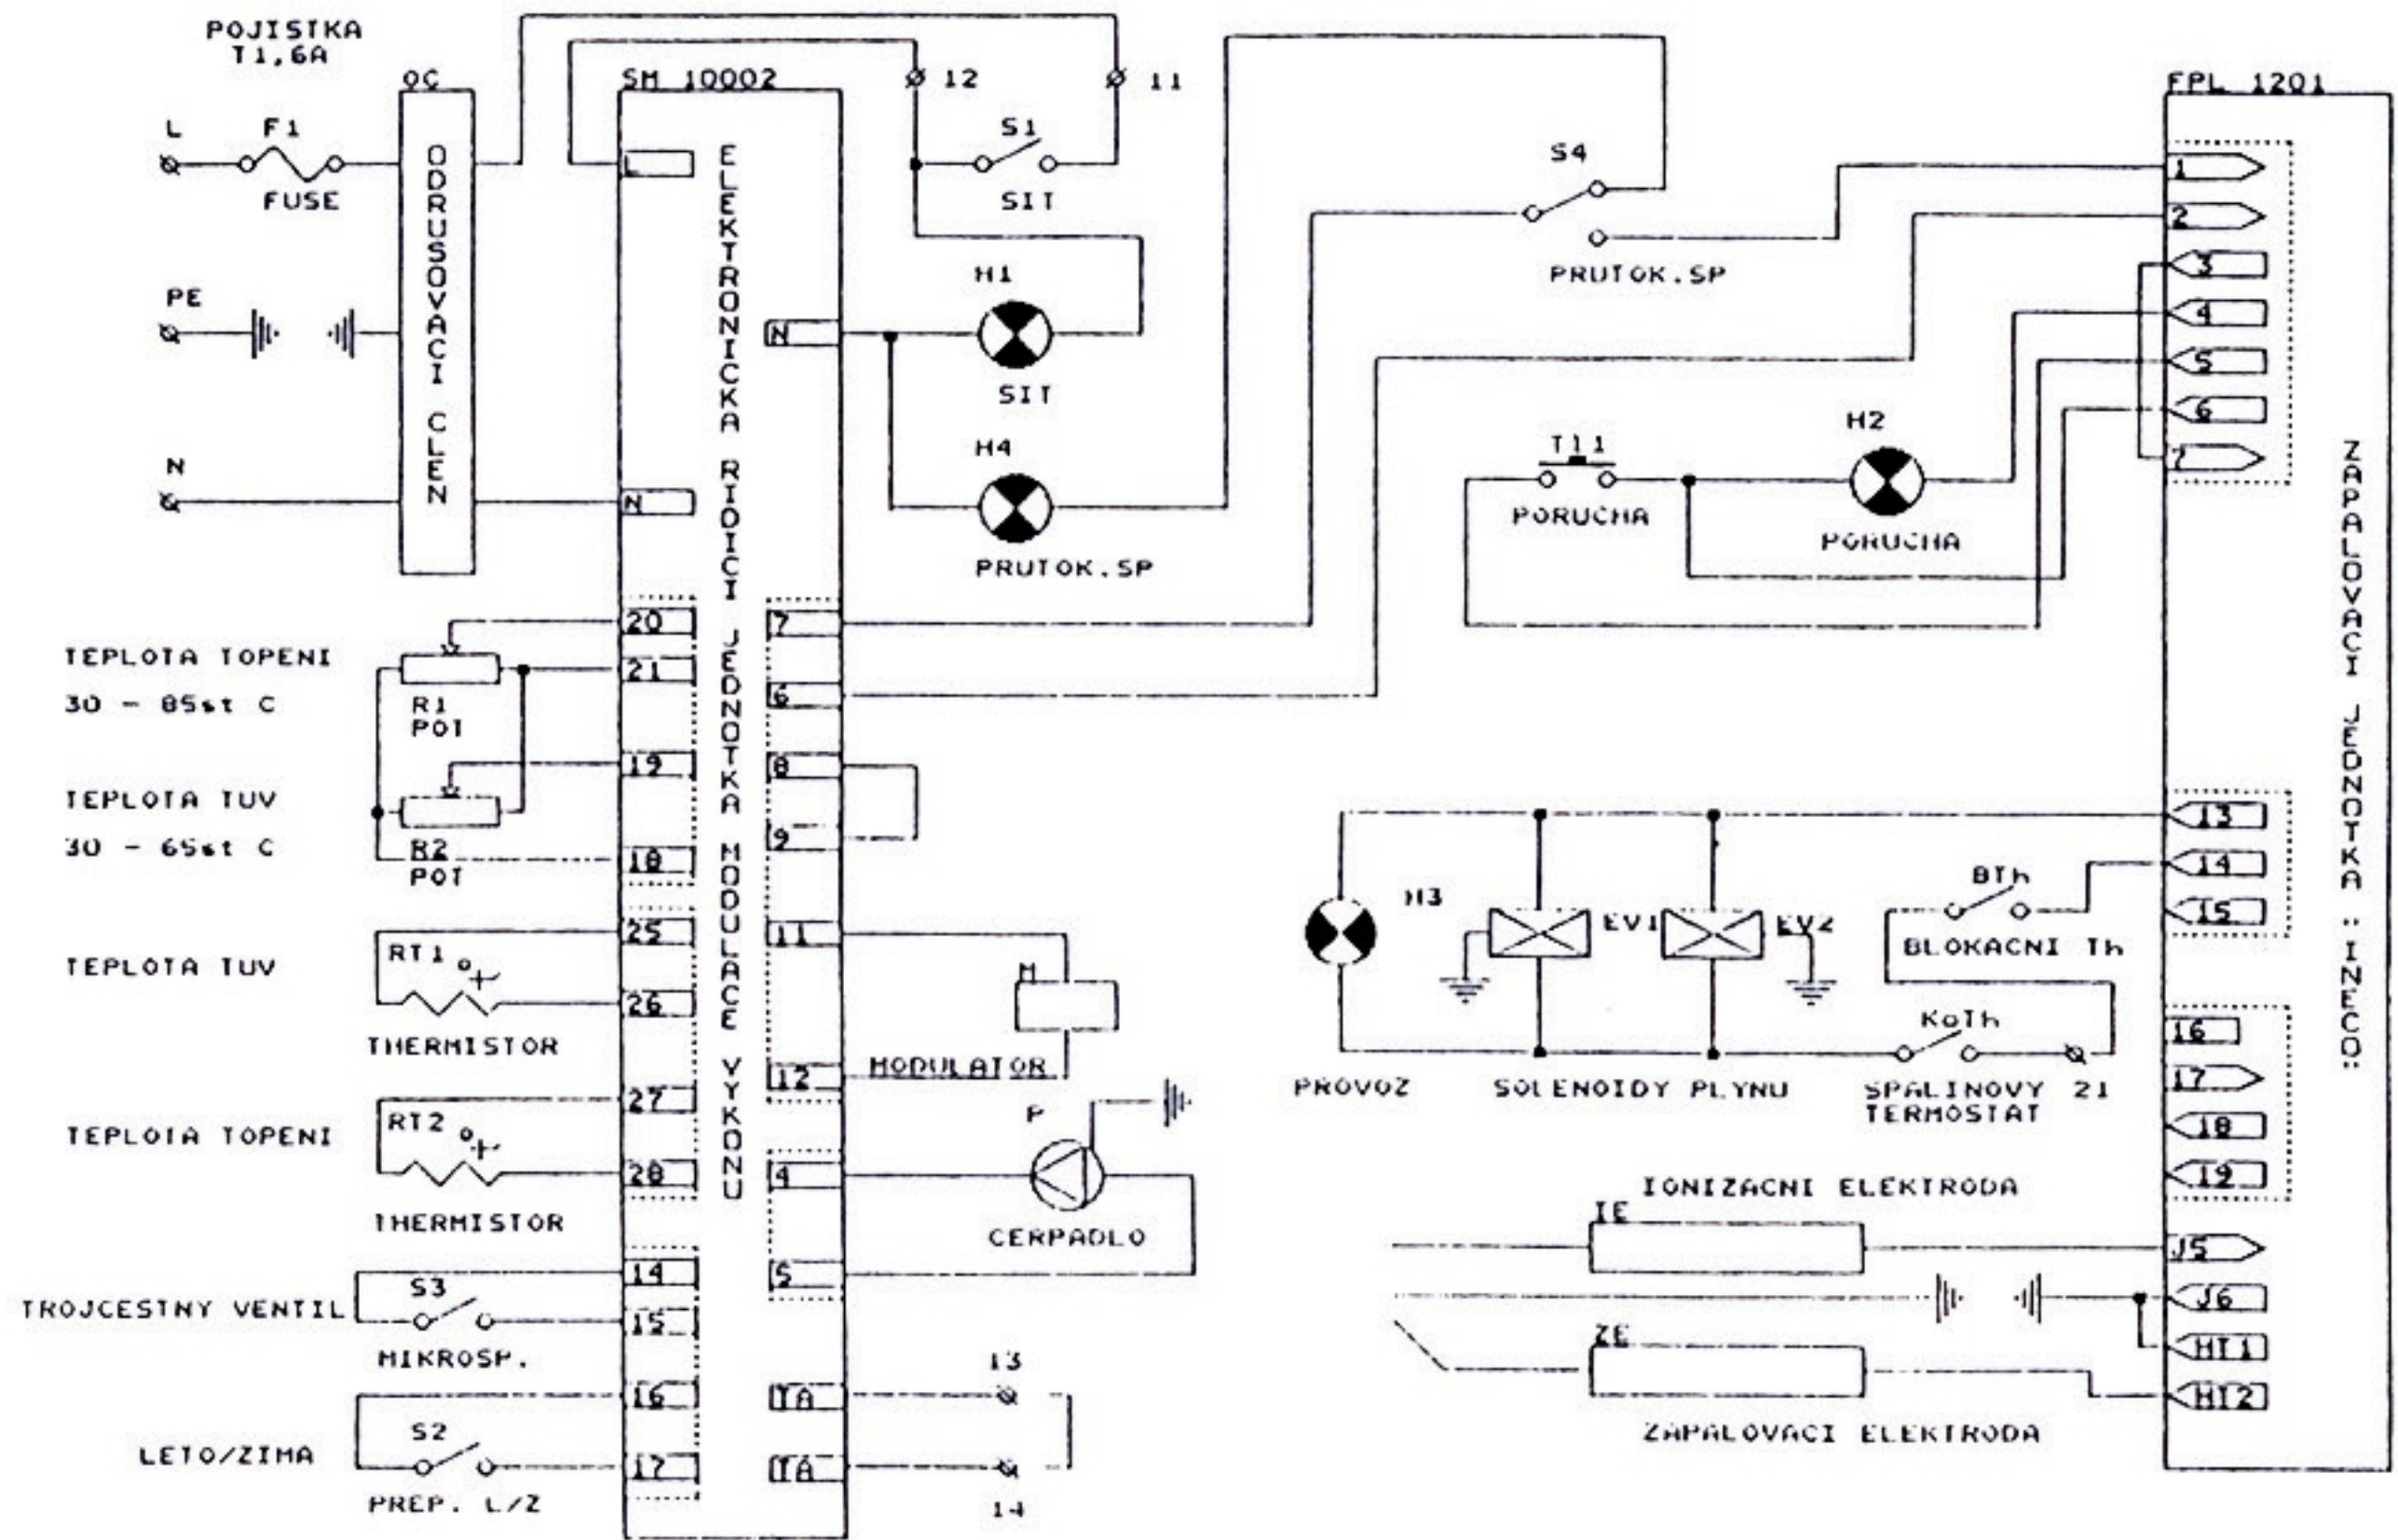 POJISTKA
T1,6A
OC
SM 10002
12
11
FPL 1201
L
F1
FUSE
S1
SIT
S4
PRUTOK.SP
PE
N
ODRUSOVACI CLEN
L
N
N
ELEKTRONICKA RIDICI JEDNOTKA MODULACE VYKONU
H1
SIT
H4
PRUTOK.SP
1
2
3
4
5
6
7
T11
PORUCHA
H2
PORUCHA
ZAPALOVACI JEDNOTKA "INECO"
TEPLOTA TOPENI
30 - 85st C
R1
POT
20
21
TEPLOTA TUV
30 - 65st C
R2
POT
19
18
7
6
8
9
TEPLOTA TUV
RT1
THERMISTOR
25
26
11
12
M
MODULATOR
TEPLOTA TOPENI
RT2
THERMISTOR
27
28
4
5
P
CERPADLO
TROJCESTNY VENTIL
S3
MIKROSP.
14
15
LETO/ZIMA
S2
PREP. L/Z
16
17
TA
TA
13
14
H3
PROVOZ
EV1
EV2
SOLENOIDY PLYNU
BTh
BLOKACNI Th
KoTh
SPALINOVY
TERMOSTAT
21
13
14
15
16
17
18
19
IONIZACNI ELEKTRODA
IE
J5
J6
HT1
HT2
ZE
ZAPALOVACI ELEKTRODA